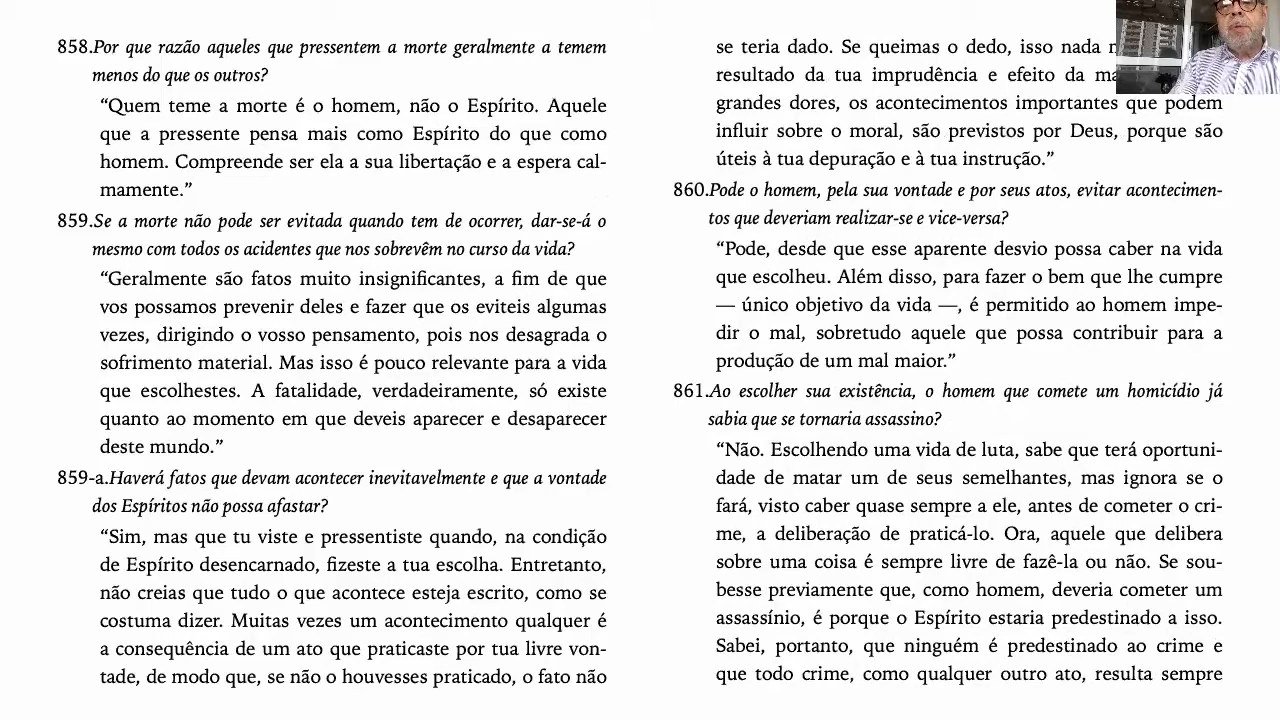 858.Por que razão aqueles que pressentem a morte geralmente a temem
menos do que os outros?
“Quem teme a morte é o homem, não o Espírito. Aquele
que a pressente pensa mais como Espírito do que como
homem. Compreende ser ela a sua libertação e a espera cal-
mamente.”
859.Se a morte não pode ser evitada quando tem de ocorrer, dar-se-á o
mesmo com todos os acidentes que nos sobrevêm no curso da vida?
“Geralmente são fatos muito insignificantes, a fim de que
vos possamos prevenir deles e fazer que os eviteis algumas
vezes, dirigindo o vosso pensamento, pois nos desagrada o
sofrimento material. Mas isso é pouco relevante para a vida
que escolhestes. A fatalidade, verdadeiramente, só existe
quanto ao momento em que deveis aparecer e desaparecer
deste mundo.”
859-a.Haverá fatos que devam acontecer inevitavelmente e que a vontade
dos Espíritos não possa afastar?
“Sim, mas que tu viste e pressentiste quando, na condição
de Espírito desencarnado, fizeste a tua escolha. Entretanto,
não creias que tudo o que acontece esteja escrito, como se
costuma dizer. Muitas vezes um acontecimento qualquer é
a consequência de um ato que praticaste por tua livre von-
tade, de modo que, se não o houvesses praticado, o fato não
se teria dado. Se queimas o dedo, isso nada
resultado da tua imprudência e efeito da
grandes dores, os acontecimentos importantes que podem
influir sobre o moral, são previstos por Deus, porque são
úteis à tua depuração e à tua instrução.”
860.Pode o homem, pela sua vontade e por seus atos, evitar acontecimen-
tos que deveriam realizar-se e vice-versa?
“Pode, desde que esse aparente desvio possa caber na vida
que escolheu. Além disso, para fazer o bem que lhe cumpre
— único objetivo da vida —, é permitido ao homem impe-
dir o mal, sobretudo aquele que possa contribuir para a
produção de um mal maior.”
861.Ao escolher sua existência, o homem que comete um homicídio já
sabia que se tornaria assassino?
“Não. Escolhendo uma vida de luta, sabe que terá oportuni-
dade de matar um de seus semelhantes, mas ignora se o
fará, visto caber quase sempre a ele, antes de cometer o cri-
me, a deliberação de praticá-lo. Ora, aquele que delibera
sobre uma coisa é sempre livre de fazê-la ou não. Se sou-
besse previamente que, como homem, deveria cometer um
assassínio, é porque o Espírito estaria predestinado a isso.
Sabei, portanto, que ninguém é predestinado ao crime e
que todo crime, como qualquer outro ato, resulta sempre